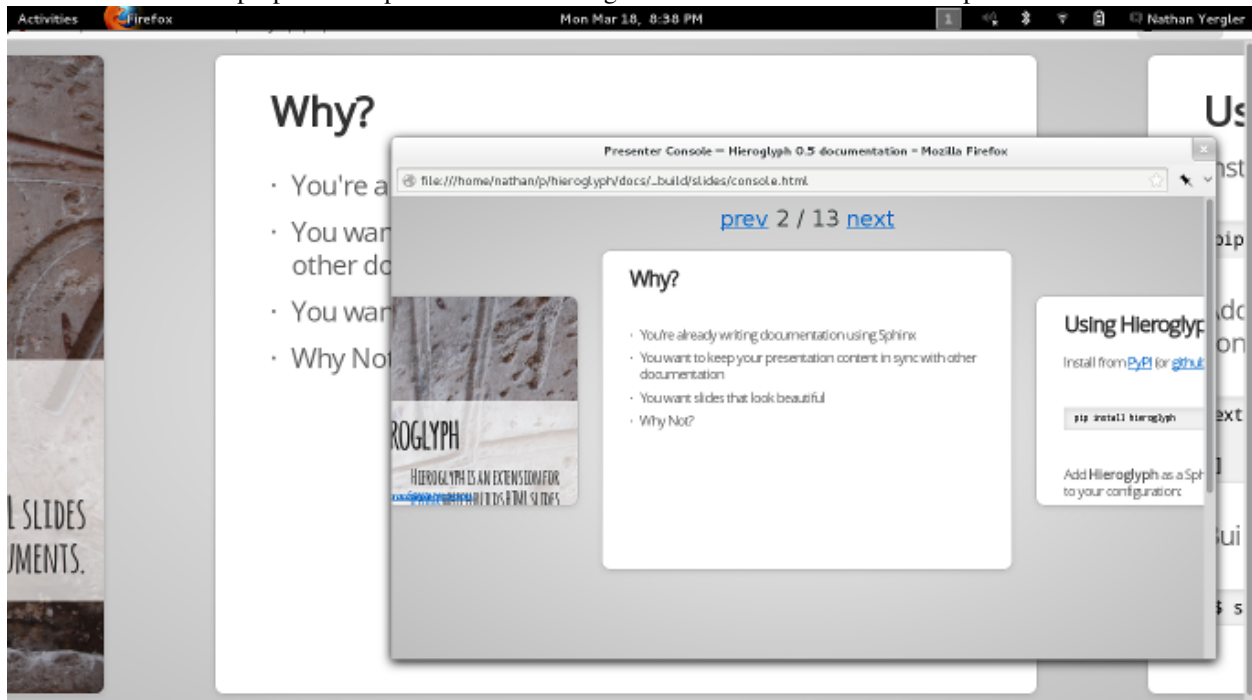 Activities Firefox Mon Mar 18, 8:38 PM 1 Nathan Yergler
Why?
You're a
You wan
other do
You wan
Why No
L SLIDES
UMENTS.
Presenter Console — Hieroglyph 0.5 documentation - Mozilla Firefox
file:///home/nathan/p/hieroglyph/docs/_build/slides/console.html
prev 2 / 13 next
ROGLYPH
HIEROGLYPH IS AN EXTENSION FOR
Why?
· You're already writing documentation using Sphinx
· You want to keep your presentation content in sync with other
documentation
· You want slides that look beautiful
· Why Not?
Using Hieroglyp
Install from PyPI (or github
pip install hieroglyph
Add Hieroglyph as a Sph
to your configuration:
Us
nst
pip
ext
]
ui
$ s